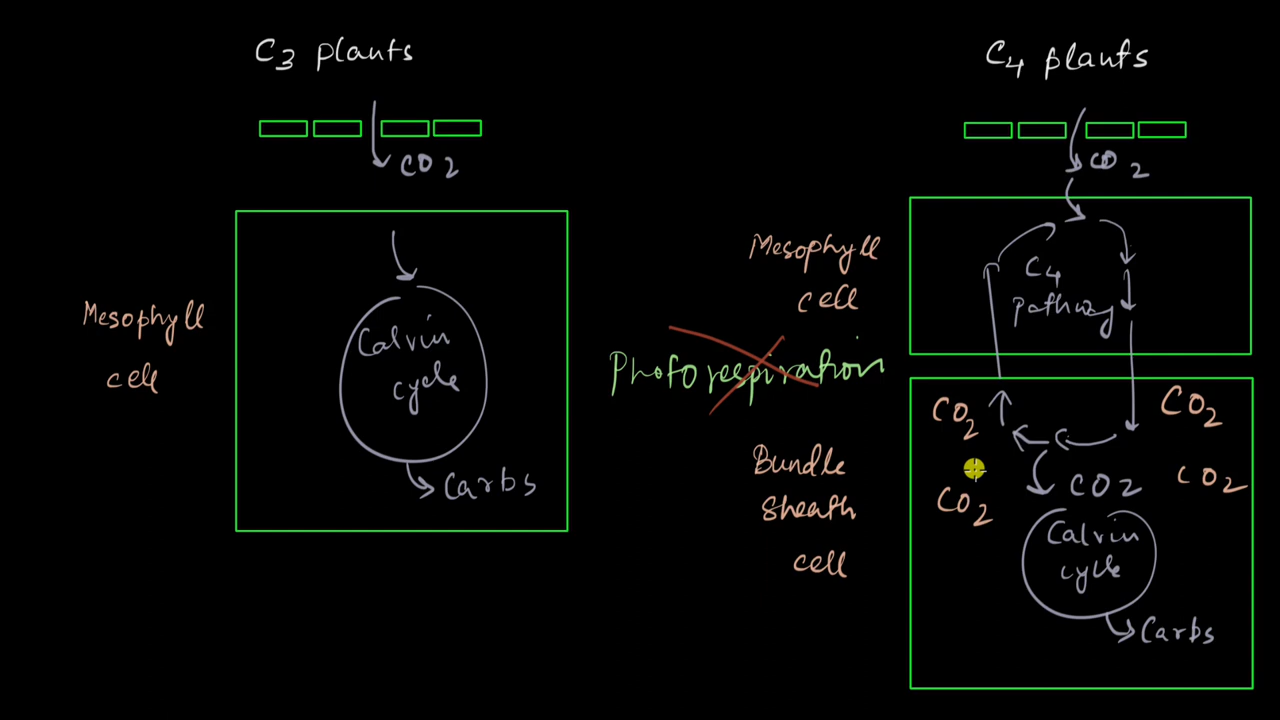 C3 plants
CO2
Mesophyll
cell
Calvin
cycle
Carbs
C4 plants
CO2
Mesophyll
cell
C4
pathway
Photorespiration
Bundle
Sheath
cell
CO2
CO2
CO2
CO2
CO2
Calvin
cycle
Carbs